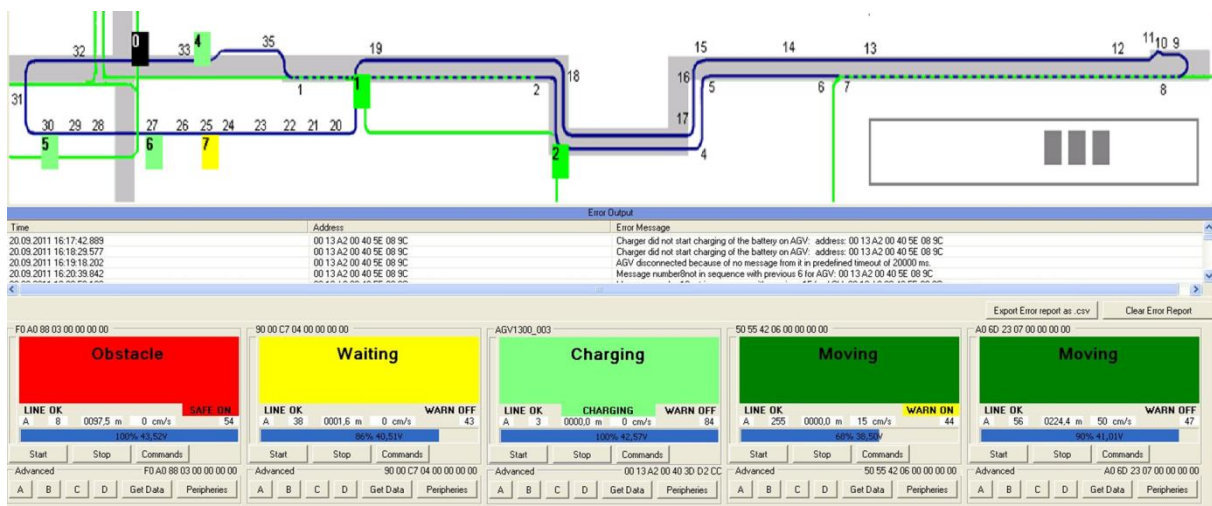 32
0
33
4
35
19
15
14
13
12
11 10 9
31
1
1
2
18
16
5
6
7
8
30 29 28
27 26 25 24 23 22 21 20
17
5
6
7
2
4
Error Output
Time Address Error Message
20.09.2011 16:17:42.889 00 13 A2 00 40 5E 08 9C Charger did not start charging of the battery on AGV: address: 00 13 A2 00 40 5E 08 9C
20.09.2011 16:18:29.577 00 13 A2 00 40 5E 08 9C Charger did not start charging of the battery on AGV: address: 00 13 A2 00 40 5E 08 9C
20.09.2011 16:19:18.202 00 13 A2 00 40 5E 08 9C AGV disconnected because of no message from it in predefined timeout of 20000 ms.
20.09.2011 16:20:39.842 00 13 A2 00 40 5E 08 9C Message number8not in sequence with previous 6 for AGV: 00 13 A2 00 40 5E 08 9C
Export Error report as .csv Clear Error Report
F0 A0 88 03 00 00 00 00
Obstacle
LINE OK SAFE ON
A 8 0097,5 m 0 cm/s 54
100% 43,52V
Start Stop Commands
Advanced F0 A0 88 03 00 00 00 00
A B C D Get Data Peripheries
90 00 C7 04 00 00 00 00
Waiting
LINE OK WARN OFF
A 38 0001,6 m 0 cm/s 43
86% 40,51V
Start Stop Commands
Advanced 90 00 C7 04 00 00 00 00
A B C D Get Data Peripheries
AGV1300_003
Charging
LINE OK CHARGING WARN OFF
A 3 0000,0 m 0 cm/s 84
100% 42,57V
Start Stop Commands
Advanced 00 13 A2 00 40 3D D2 CC
A B C D Get Data Peripheries
50 55 42 06 00 00 00 00
Moving
LINE OK WARN ON
A 255 0000,0 m 15 cm/s 44
68% 38,50V
Start Stop Commands
Advanced 50 55 42 06 00 00 00 00
A B C D Get Data Peripheries
A0 6D 23 07 00 00 00 00
Moving
LINE OK WARN OFF
A 56 0224,4 m 50 cm/s 47
90% 41,01V
Start Stop Commands
Advanced A0 6D 23 07 00 00 00 00
A B C D Get Data Peripheries